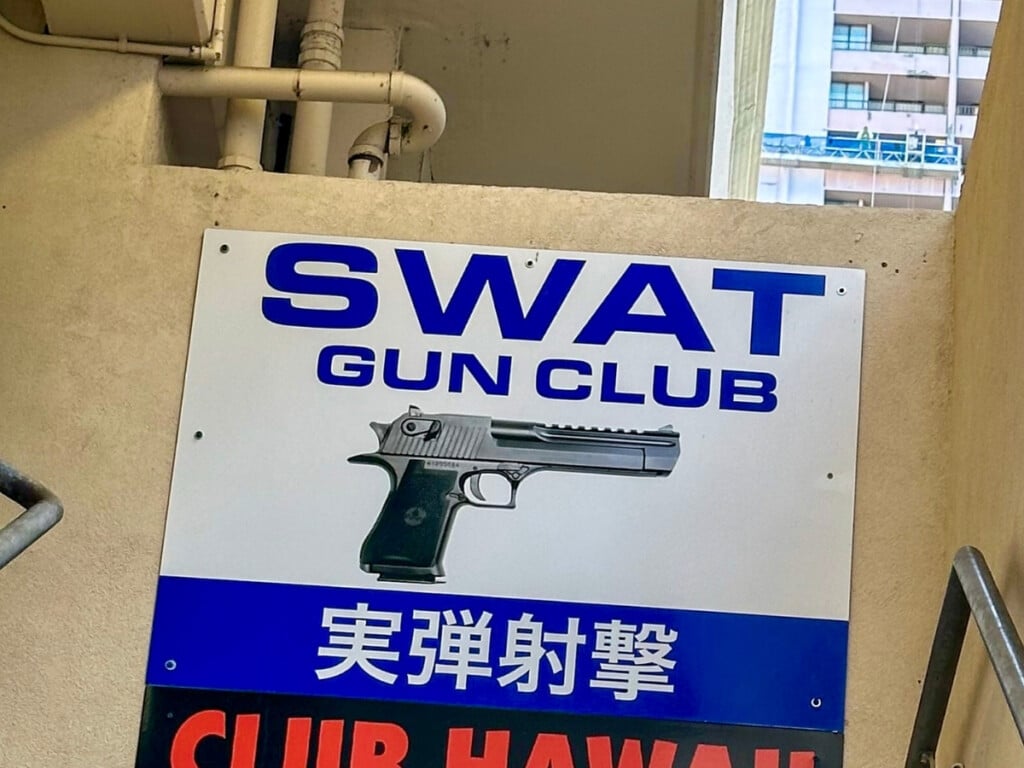 SWAT
GUN CLUB
実弾射撃
CLUB HAWAII